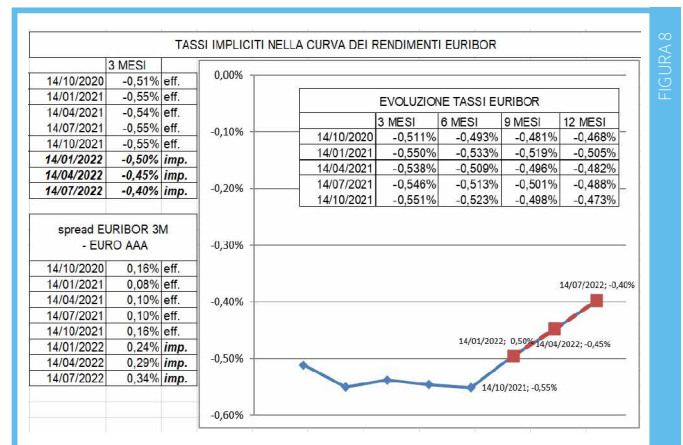 FIGURA 8
TASSI IMPLICITI NELLA CURVA DEI RENDIMENTI EURIBOR
3 MESI
14/10/2020 -0,51% eff.
14/01/2021 -0,55% eff.
14/04/2021 -0,54% eff.
14/07/2021 -0,55% eff.
14/10/2021 -0,55% eff.
14/01/2022 -0,50% imp.
14/04/2022 -0,45% imp.
14/07/2022 -0,40% imp.
spread EURIBOR 3M
- EURO AAA
14/10/2020 0,16% eff.
14/01/2021 0,08% eff.
14/04/2021 0,10% eff.
14/07/2021 0,10% eff.
14/10/2021 0,16% eff.
14/01/2022 0,24% imp.
14/04/2022 0,29% imp.
14/07/2022 0,34% imp.
0,00%
-0,10%
-0,20%
-0,30%
-0,40%
-0,50%
-0,60%
EVOLUZIONE TASSI EURIBOR
3 MESI 6 MESI 9 MESI 12 MESI
14/10/2020 -0,511% -0,493% -0,481% -0,468%
14/01/2021 -0,550% -0,533% -0,519% -0,505%
14/04/2021 -0,538% -0,509% -0,496% -0,482%
14/07/2021 -0,546% -0,513% -0,501% -0,488%
14/10/2021 -0,551% -0,523% -0,498% -0,473%
14/07/2022; -0,40%
14/01/2022; 0,50%
14/04/2022; -0,45%
14/10/2021; -0,55%